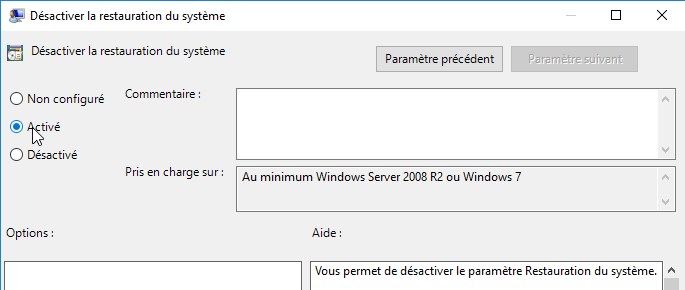 Désactiver la restauration du système
Désactiver la restauration du système
Paramètre précédent
Paramètre suivant
Non configuré
Commentaire :
Activé
Désactivé
Pris en charge sur :
Au minimum Windows Server 2008 R2 ou Windows 7
Options :
Aide :
Vous permet de désactiver le paramètre Restauration du système.